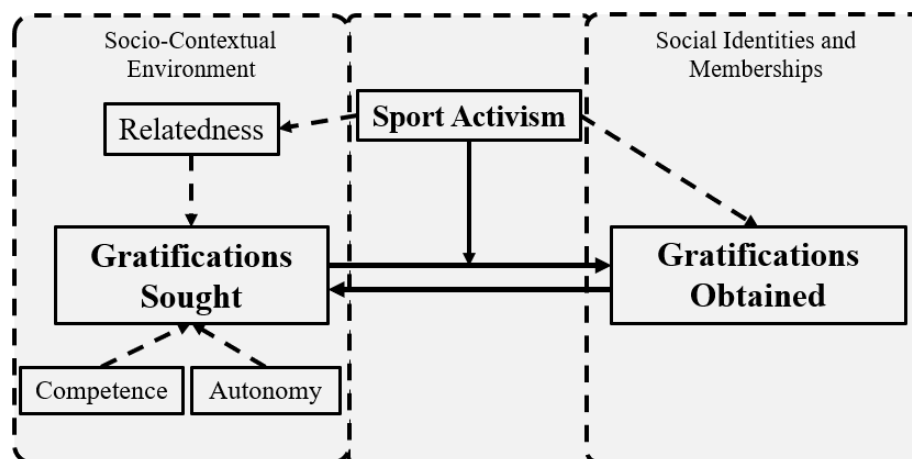 Socio-Contextual
Environment
Social Identities and
Memberships
Relatedness
Sport Activism
Gratifications
Sought
Gratifications
Obtained
Competence
Autonomy